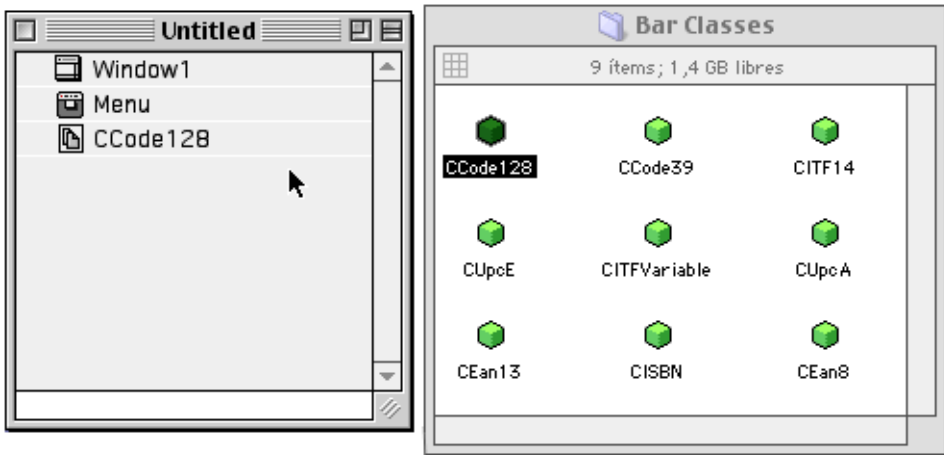 Untitled
Window1
Menu
CCode128
Bar Classes
9 ítems; 1,4 GB libres
CCode128 CCode39 CITF14
CUpcE CITFVariable CUpcA
CEan13 CISBN CEan8